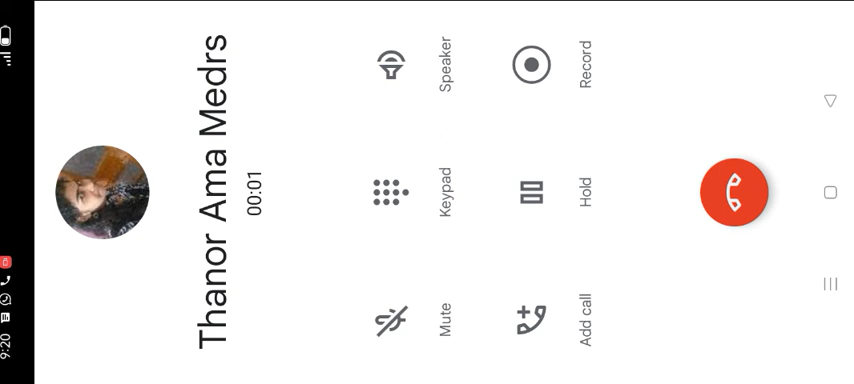 9:20
Thanor Ama Medrs
00:01
Mute
Keypad
Speaker
Add call
Hold
Record